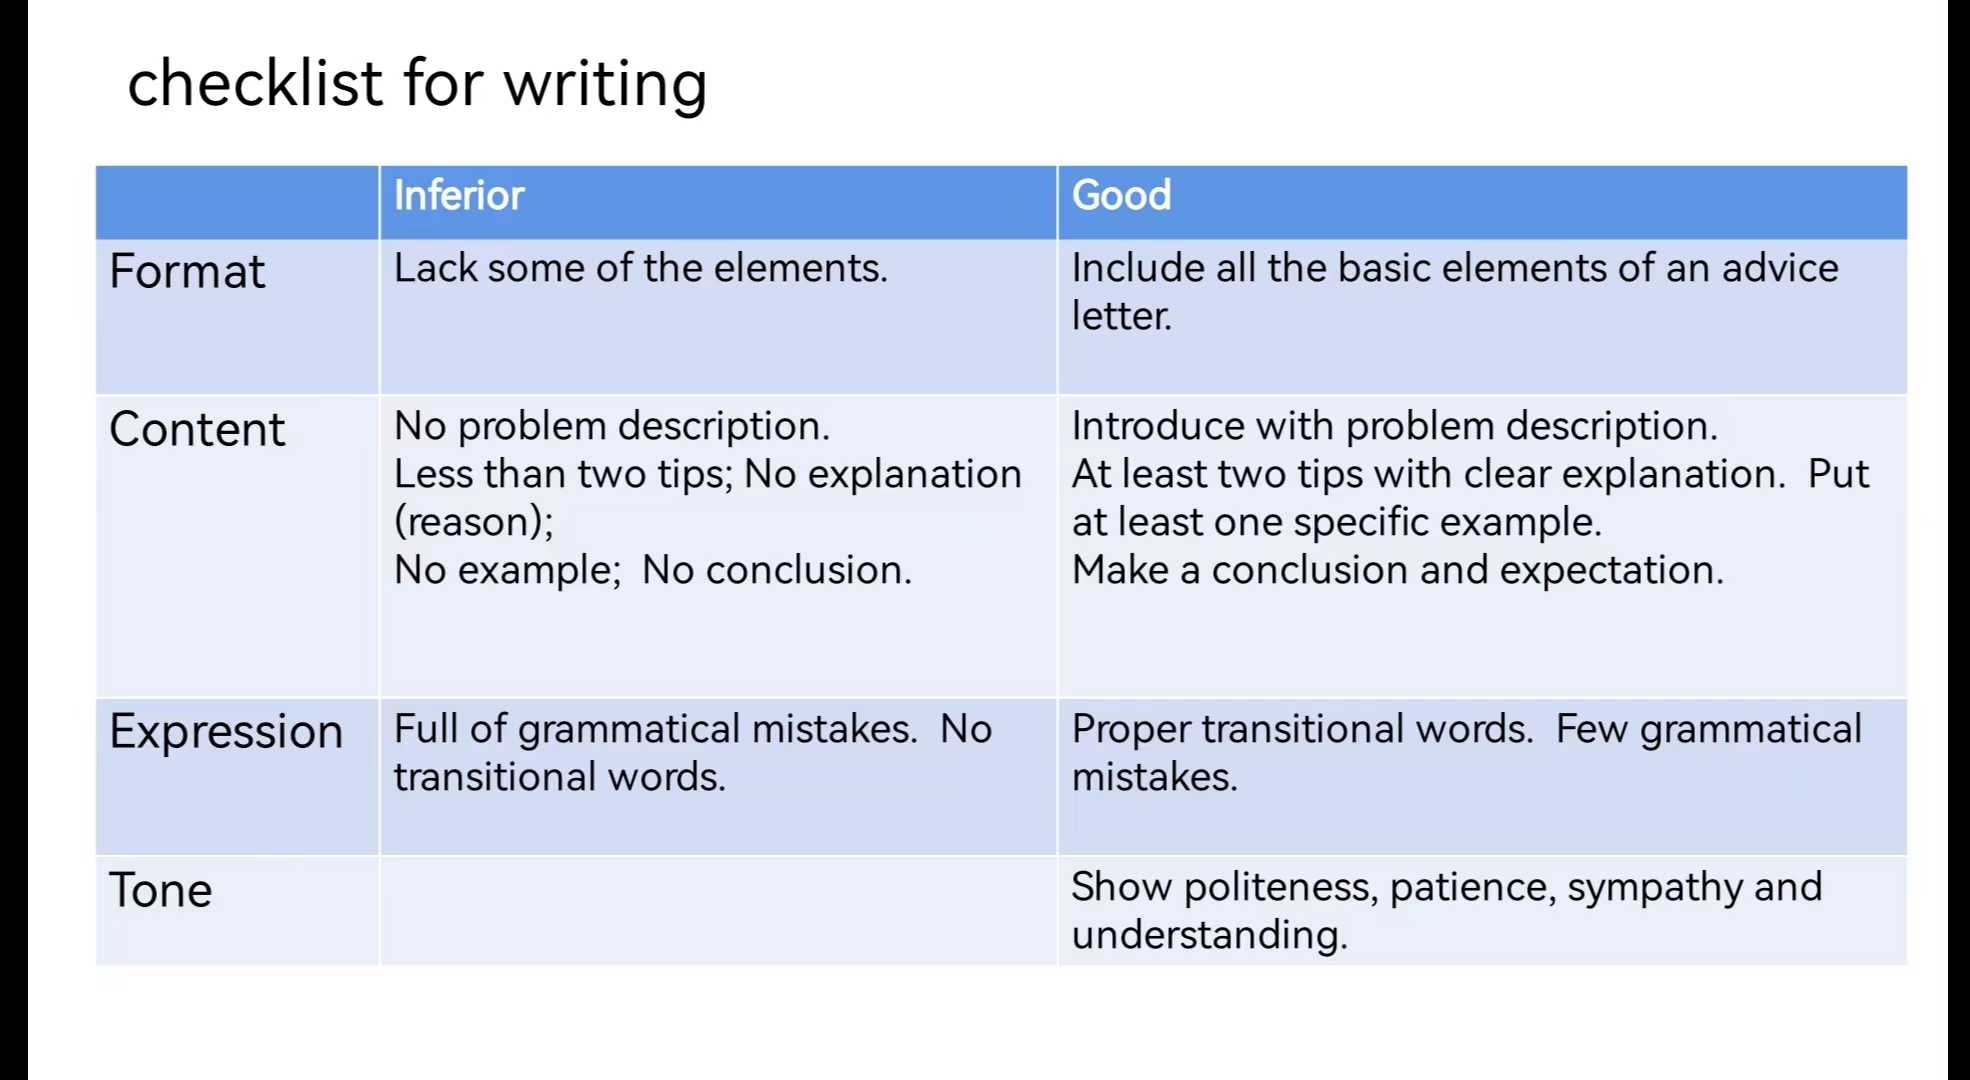 checklist for writing
Inferior
Good
Format
Lack some of the elements.
Include all the basic elements of an advice
letter.
Content
No problem description.
Less than two tips; No explanation
(reason);
No example;  No conclusion.
Introduce with problem description.
At least two tips with clear explanation.  Put
at least one specific example.
Make a conclusion and expectation.
Expression
Full of grammatical mistakes.  No
transitional words.
Proper transitional words.  Few grammatical
mistakes.
Tone
Show politeness, patience, sympathy and
understanding.